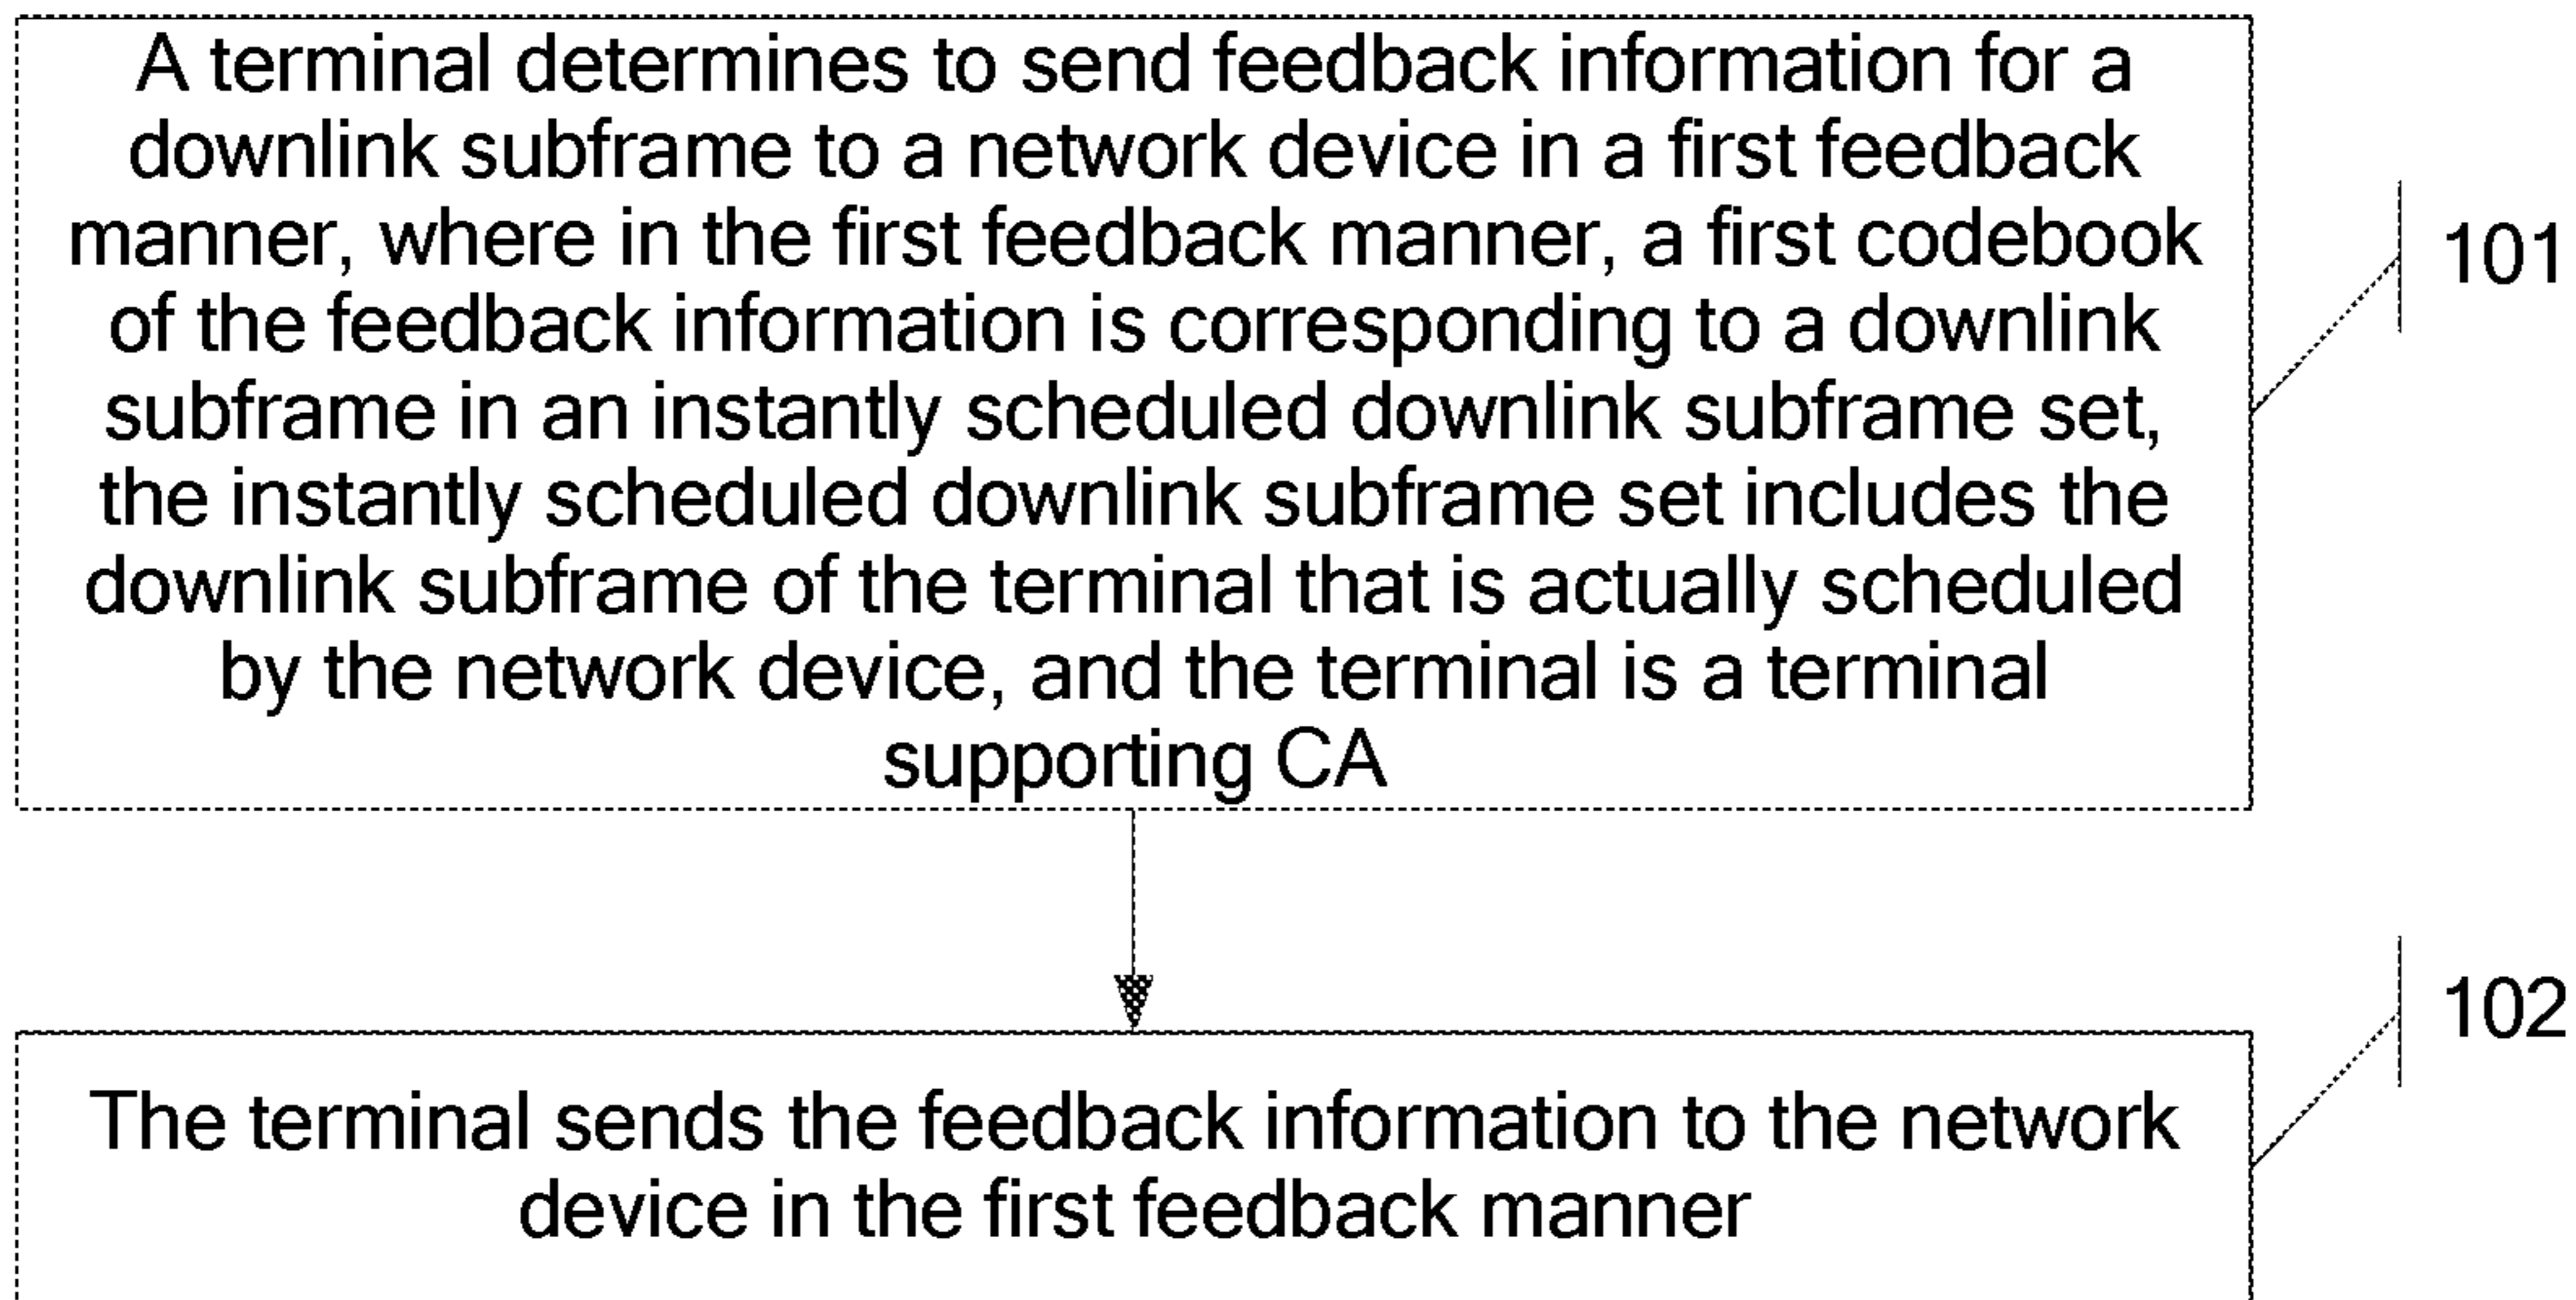 A terminal determines to send feedback information for a
downlink subframe to a network device in a first feedback
manner, where in the first feedback manner, a first codebook
of the feedback information is corresponding to a downlink
subframe in an instantly scheduled downlink subframe set,
the instantly scheduled downlink subframe set includes the
downlink subframe of the terminal that is actually scheduled
by the network device, and the terminal is a terminal
supporting CA
101
The terminal sends the feedback information to the network
device in the first feedback manner
102